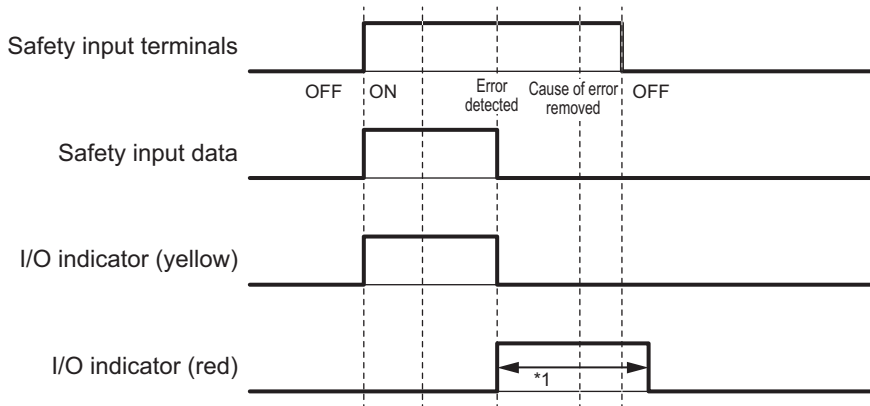 Safety input terminals
OFF
ON
Error
detected
Cause of error
removed
OFF
Safety input data
I/O indicator (yellow)
I/O indicator (red)
*1